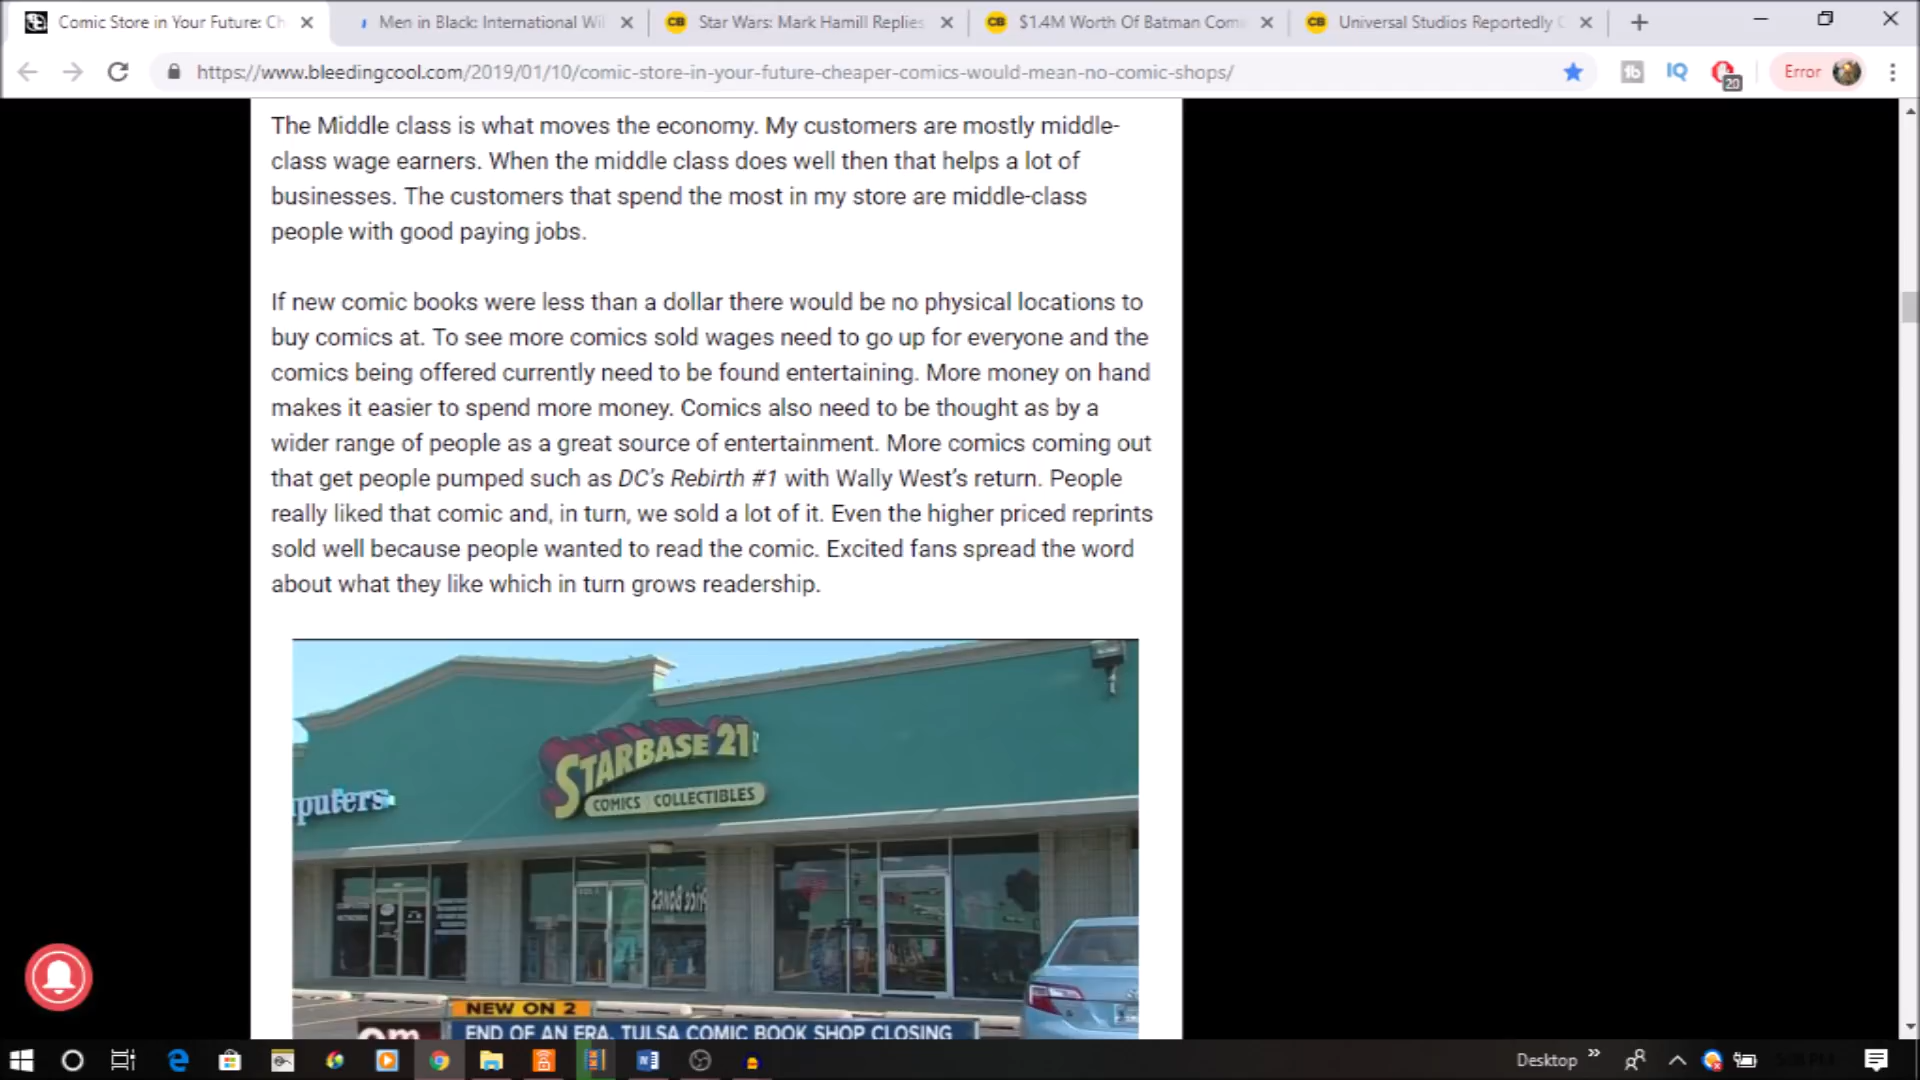 Comic Store in Your Future: Ch
Men in Black: International Wil
CB Star Wars: Mark Hamill Replies
CB $1.4M Worth Of Batman Comi
CB Universal Studios Reportedly C
https://www.bleedingcool.com/2019/01/10/comic-store-in-your-future-cheaper-comics-would-mean-no-comic-shops/
tb
IQ
20
Error
The Middle class is what moves the economy. My customers are mostly middle-
class wage earners. When the middle class does well then that helps a lot of
businesses. The customers that spend the most in my store are middle-class
people with good paying jobs.
If new comic books were less than a dollar there would be no physical locations to
buy comics at. To see more comics sold wages need to go up for everyone and the
comics being offered currently need to be found entertaining. More money on hand
makes it easier to spend more money. Comics also need to be thought as by a
wider range of people as a great source of entertainment. More comics coming out
that get people pumped such as DC's Rebirth #1 with Wally West's return. People
really liked that comic and, in turn, we sold a lot of it. Even the higher priced reprints
sold well because people wanted to read the comic. Excited fans spread the word
about what they like which in turn grows readership.
STARBASE 21
COMICS COLLECTIBLES
puters
NEW ON 2
END OF AN ERA, TULSA COMIC BOOK SHOP CLOSING
Desktop